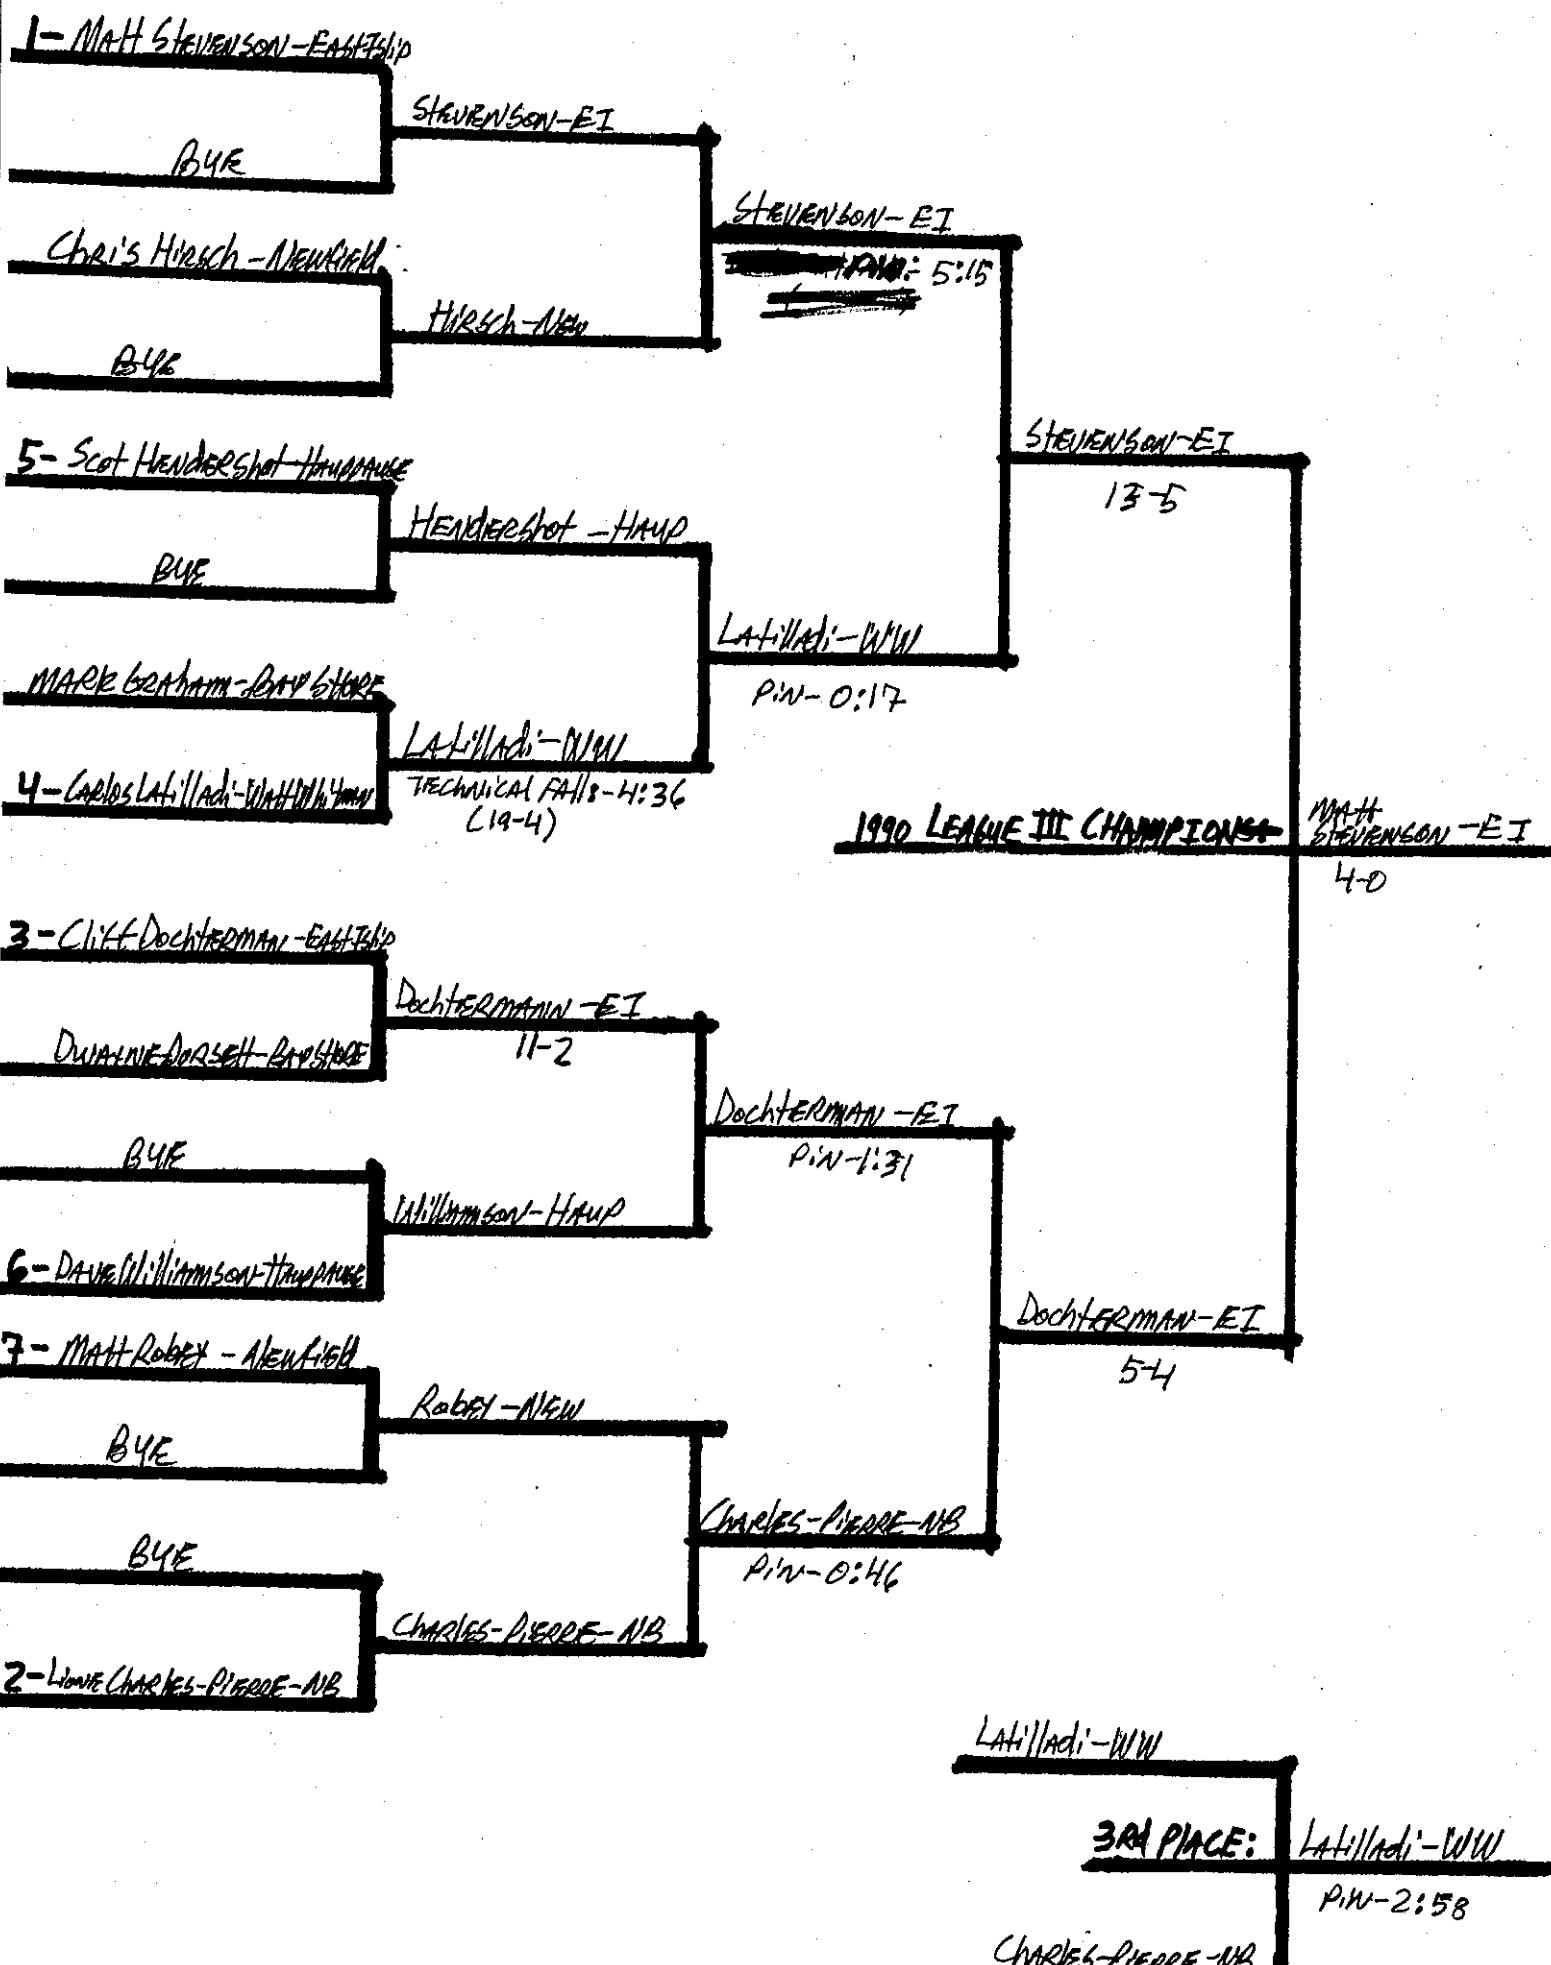 1- Matt Stevenson-East Islip
Stevenson-EI
BYE
Stevenson-EI
Pin: 5:15
Chris Hirsch-Newfield
Hirsch-New
BYE
Stevenson-EI
13-5
5- Scot Hendershot-Hauppauge
Hendershot-Haup
BYE
Latilladi-WW
Pin-0:17
Mark Graham-Bay Shore
Latilladi-WW
Technical Fall:-4:36
(19-4)
4-Carlos Latilladi-Walt Whitman
1990 LEAGUE III CHAMPIONS-
Matt
Stevenson-EI
4-0
3-Cliff Dochterman-East Islip
Dochtermann-EI
11-2
Dwayne Dorsett-Bay Shore
Dochterman-EI
Pin-1:31
BYE
Williamson-Haup
6-Dave Williamson-Hauppauge
Dochterman-EI
5-4
7- Matt Robey-Newfield
Robey-New
BYE
Charles-Pierre-NB
Pin-0:46
BYE
Charles-Pierre-NB
2-Lione Charles-Pierre-NB
Latilladi-WW
3rd PLACE:
Latilladi-WW
Pin-2:58
Charles-Pierre-NB